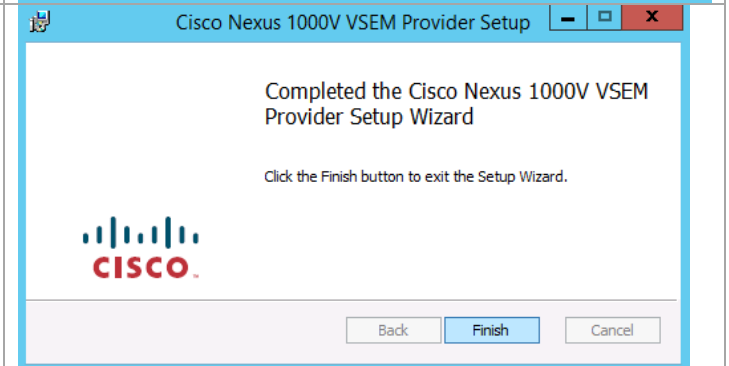 Cisco Nexus 1000V VSEM Provider Setup
Completed the Cisco Nexus 1000V VSEM
Provider Setup Wizard
Click the Finish button to exit the Setup Wizard.
CISCO.
Back Finish Cancel